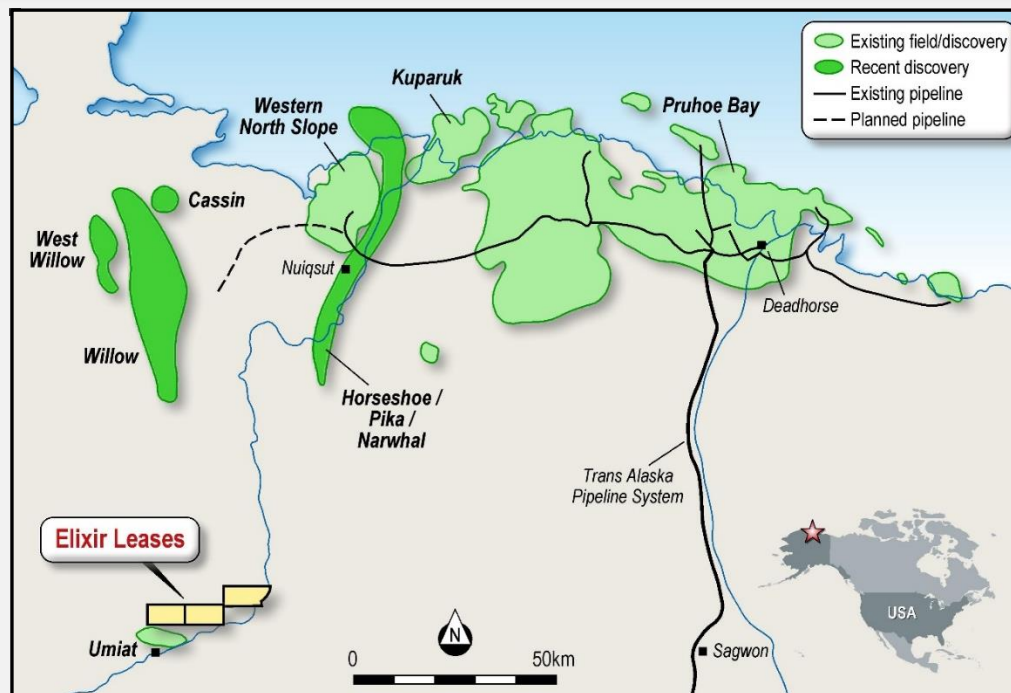 Existing field/discovery
Recent discovery
Existing pipeline
Planned pipeline
Kuparuk
Western
North Slope
Pruhoe Bay
Cassin
West
Willow
Nuiqsut
Deadhorse
Willow
Horseshoe /
Pika /
Narwhal
Trans Alaska
Pipeline System
Elixir Leases
USA
Umiat
N
0 50km
Sagwon